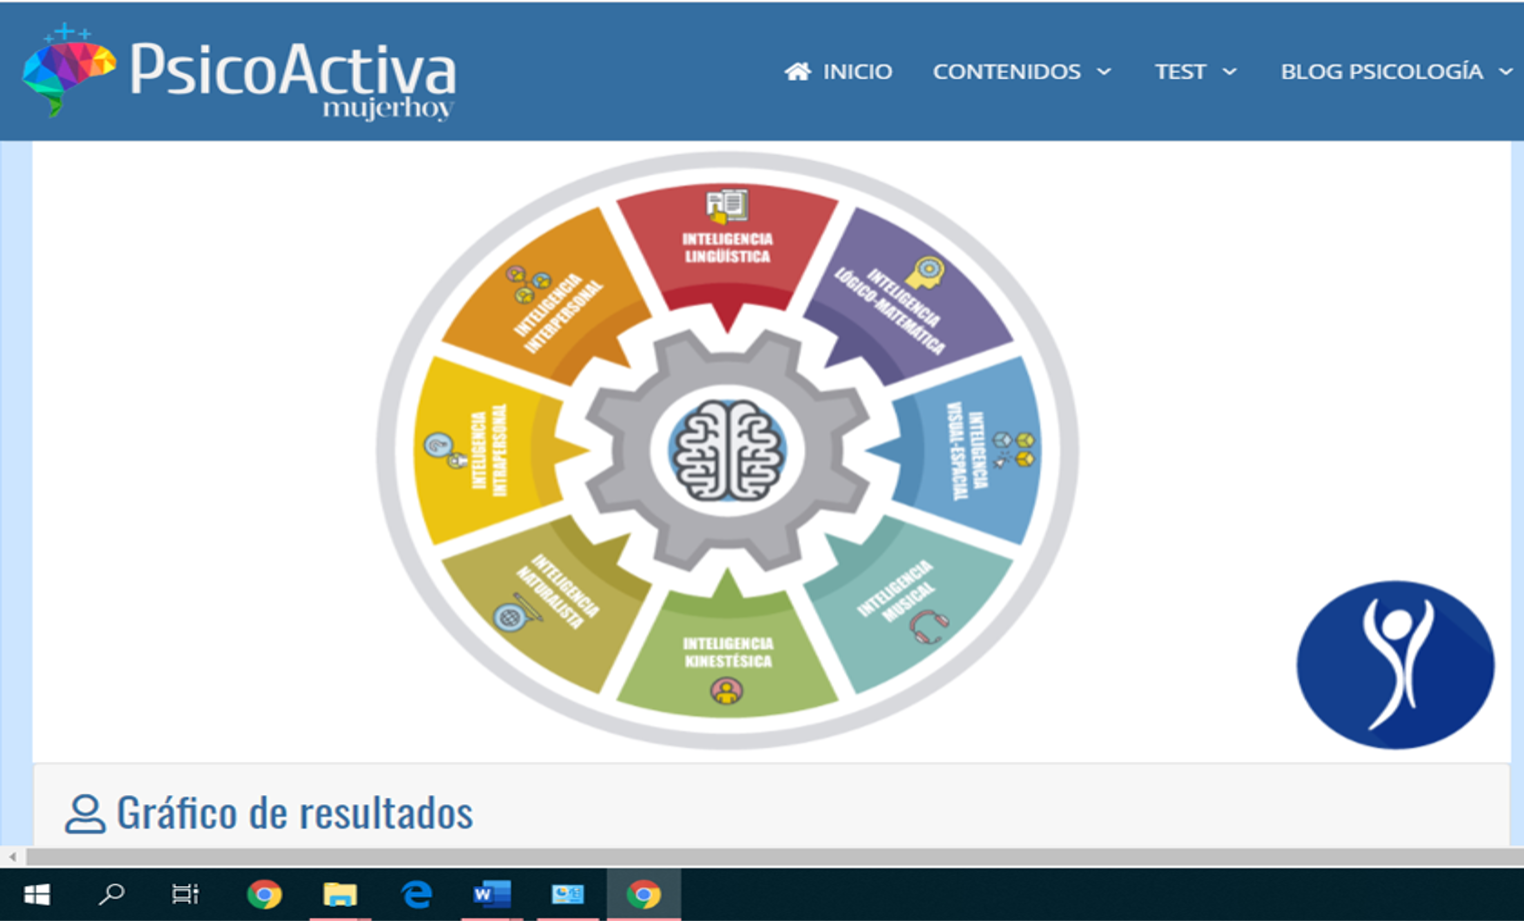 PsicoActiva
mujerhoy
INICIO
CONTENIDOS
TEST
BLOG PSICOLOGÍA
INTELIGENCIA
LINGÜÍSTICA
INTELIGENCIA
LÓGICO-MATEMÁTICA
INTELIGENCIA
VISUAL-ESPACIAL
INTELIGENCIA
MUSICAL
INTELIGENCIA
KINESTÉSICA
INTELIGENCIA
NATURALISTA
INTELIGENCIA
INTRAPERSONAL
INTELIGENCIA
INTERPERSONAL
Gráfico de resultados